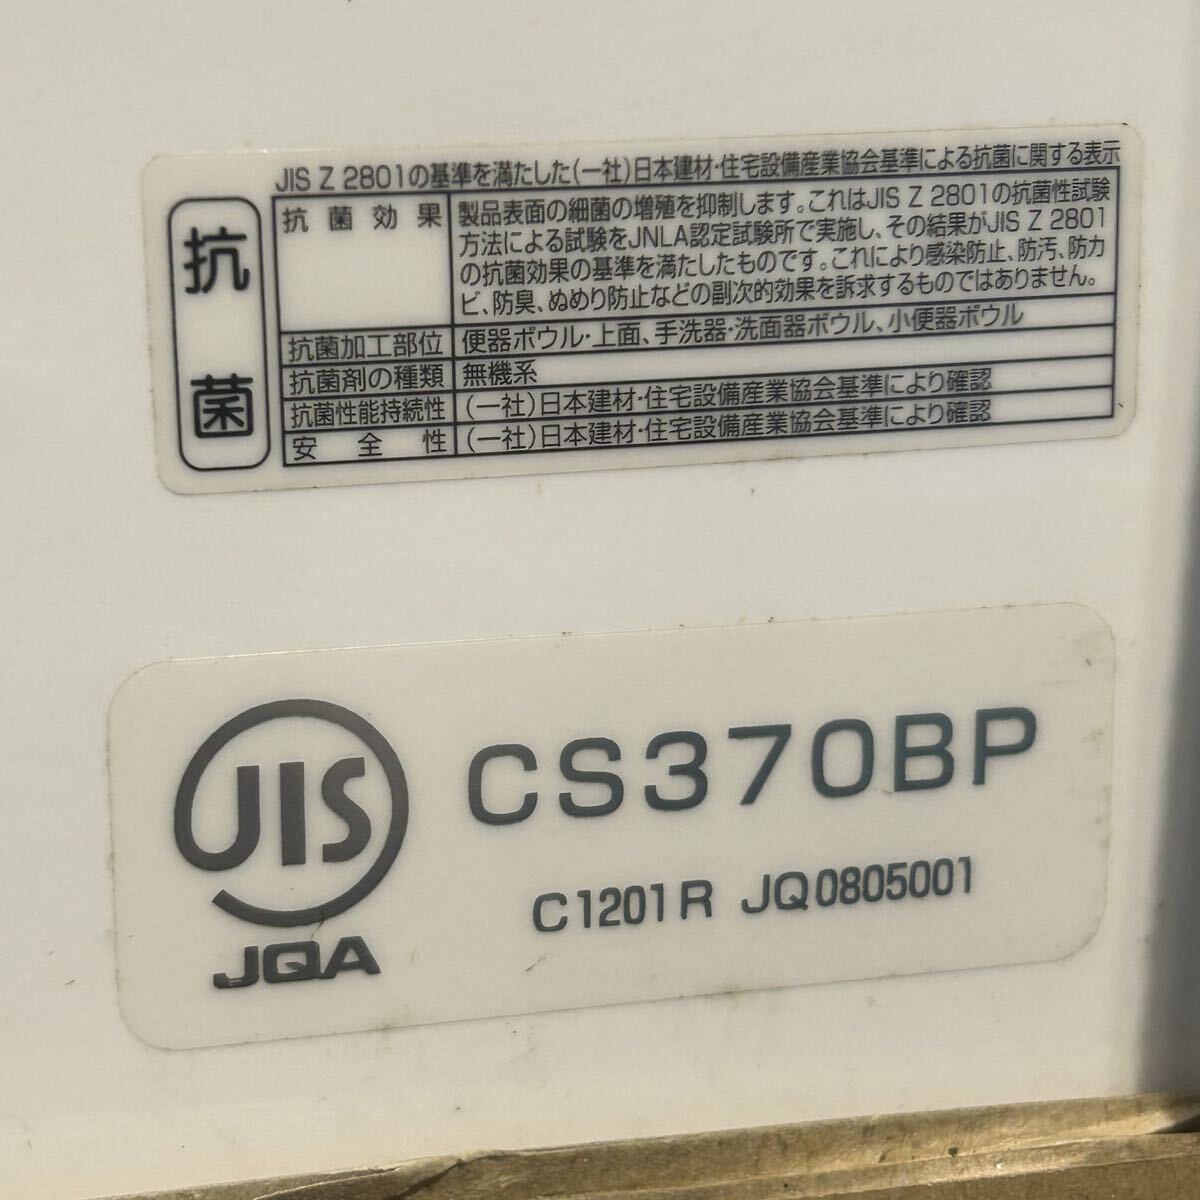 JIS Z 2801の基準を満たした(一社)日本建材・住宅設備産業協会基準による抗菌に関する表示
抗菌
抗菌効果
製品表面の細菌の増殖を抑制します。これはJIS Z 2801の抗菌性試験
方法による試験をJNLA認定試験所で実施し、その結果がJIS Z 2801
の抗菌効果の基準を満たしたものです。これにより感染防止、防汚、防カ
ビ、防臭、ぬめり防止などの副次的効果を訴求するものではありません。
抗菌加工部位 便器ボウル・上面、手洗器・洗面器ボウル、小便器ボウル
抗菌剤の種類 無機系
抗菌性能持続性 (一社)日本建材・住宅設備産業協会基準により確認
安全性 (一社)日本建材・住宅設備産業協会基準により確認
JIS
JQA
CS370BP
C1201R JQ0805001